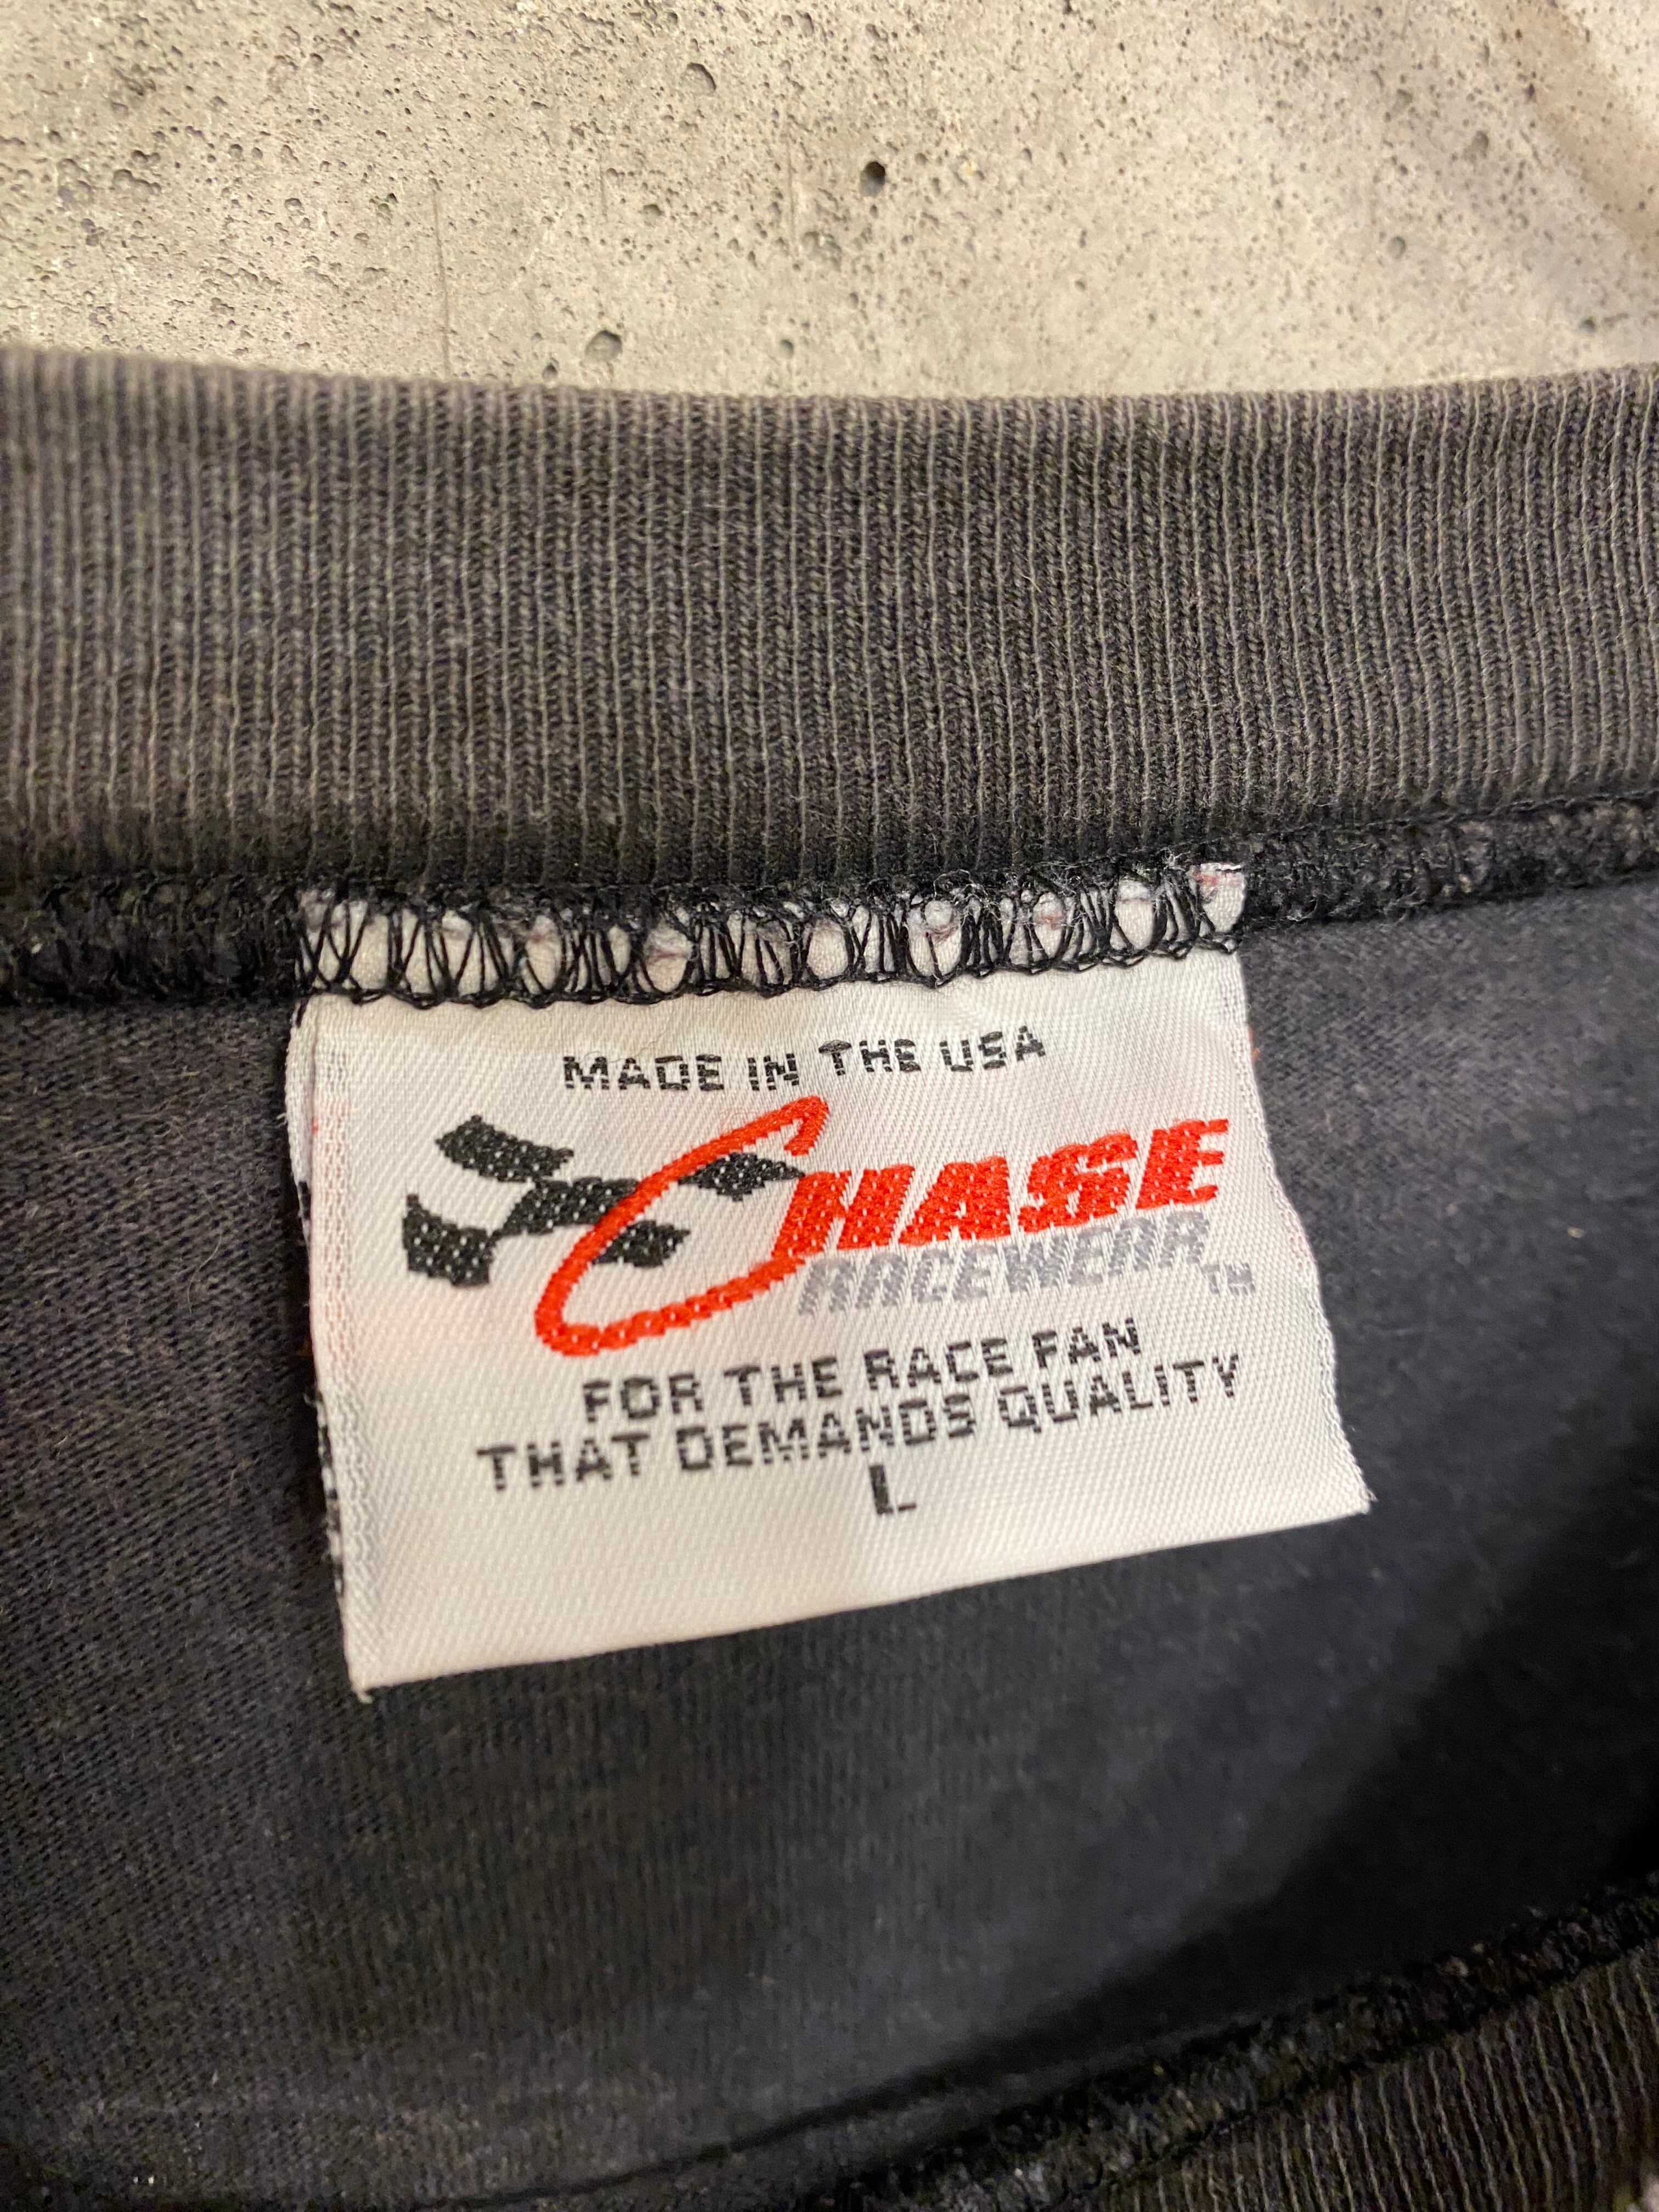 MADE IN THE USA
CHASE
RACEWEAR TM
FOR THE RACE FAN
THAT DEMANDS QUALITY
L